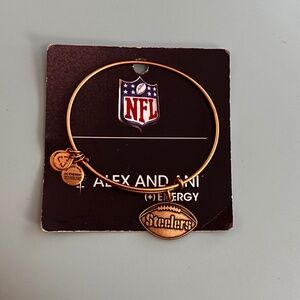 NFL
ALEX AND ANI
(+) ENERGY
Steelers